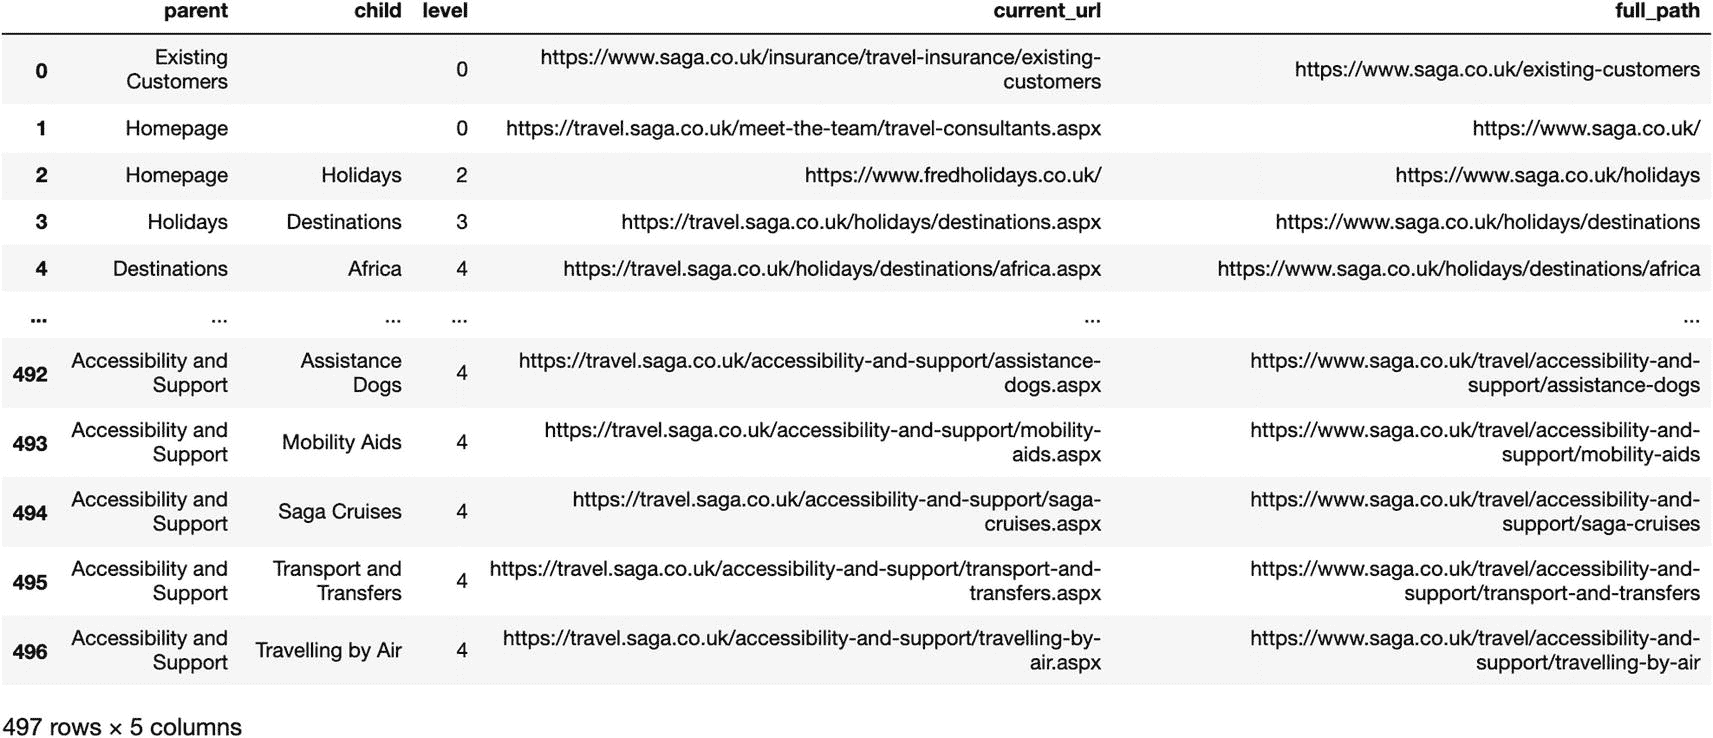 parent child level current_url full_path
0 Existing Customers 0 https://www.saga.co.uk/insurance/travel-insurance/existing-customers https://www.saga.co.uk/existing-customers
1 Homepage 0 https://travel.saga.co.uk/meet-the-team/travel-consultants.aspx https://www.saga.co.uk/
2 Homepage Holidays 2 https://www.fredholidays.co.uk/ https://www.saga.co.uk/holidays
3 Holidays Destinations 3 https://travel.saga.co.uk/holidays/destinations.aspx https://www.saga.co.uk/holidays/destinations
4 Destinations Africa 4 https://travel.saga.co.uk/holidays/destinations/africa.aspx https://www.saga.co.uk/holidays/destinations/africa
... ... ... ... ... ...
492 Accessibility and Support Assistance Dogs 4 https://travel.saga.co.uk/accessibility-and-support/assistance-dogs.aspx https://www.saga.co.uk/travel/accessibility-and-support/assistance-dogs
493 Accessibility and Support Mobility Aids 4 https://travel.saga.co.uk/accessibility-and-support/mobility-aids.aspx https://www.saga.co.uk/travel/accessibility-and-support/mobility-aids
494 Accessibility and Support Saga Cruises 4 https://travel.saga.co.uk/accessibility-and-support/saga-cruises.aspx https://www.saga.co.uk/travel/accessibility-and-support/saga-cruises
495 Accessibility and Support Transport and Transfers 4 https://travel.saga.co.uk/accessibility-and-support/transport-and-transfers.aspx https://www.saga.co.uk/travel/accessibility-and-support/transport-and-transfers
496 Accessibility and Support Travelling by Air 4 https://travel.saga.co.uk/accessibility-and-support/travelling-by-air.aspx https://www.saga.co.uk/travel/accessibility-and-support/travelling-by-air
497 rows × 5 columns